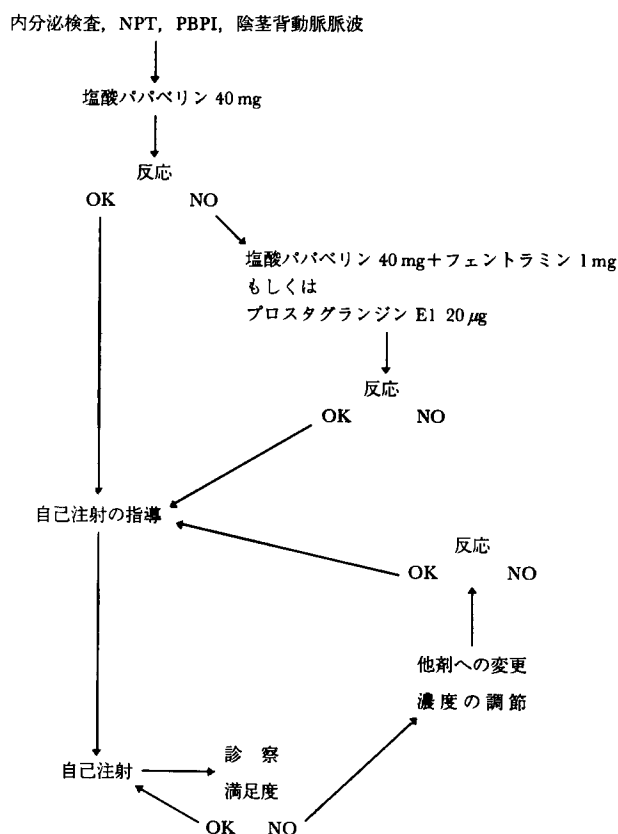 内分泌検査，NPT，PBPI，陰茎背動脈脈波
塩酸パパベリン 40 mg
反応
OK NO
塩酸パパベリン 40 mg＋フェントラミン 1 mg
もしくは
プロスタグランジン E1 20 μg
反応
OK NO
自己注射の指導
反応
OK NO
他剤への変更
濃度の調節
自己注射
診 察
満足度
OK NO